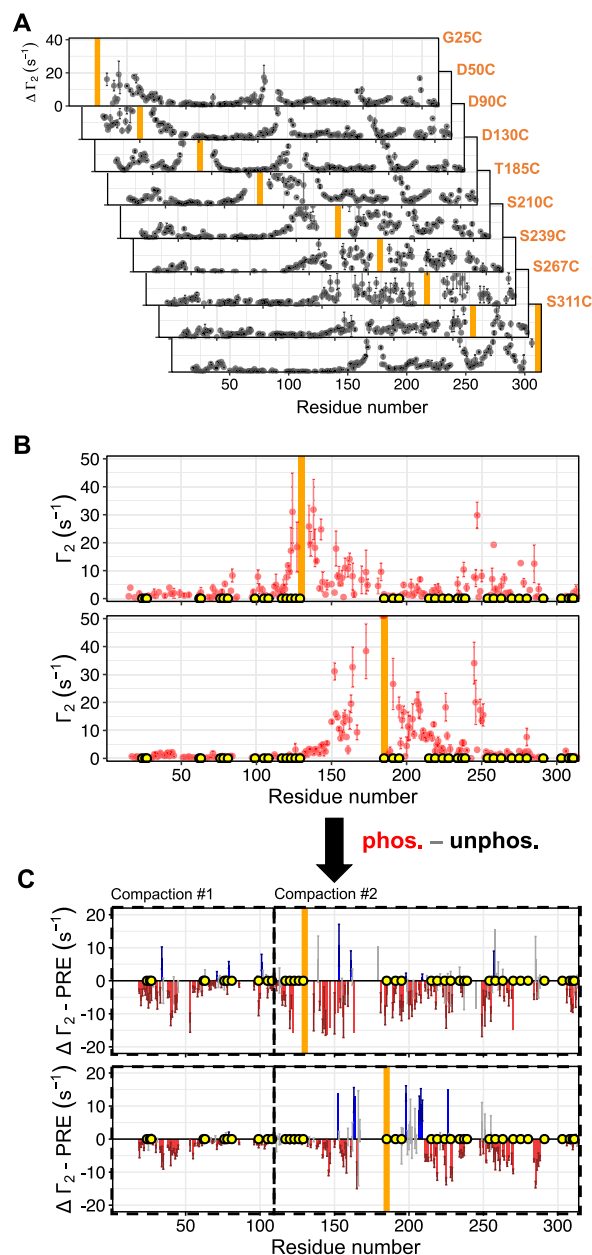 A
G25C
40
D50C
20
Δ Γ₂ (s⁻¹)
D90C
0
D130C
T185C
S210C
S239C
S267C
S311C
50 100 150 200 250 300
Residue number
B
50
40
30
20
10
0
Γ₂ (s⁻¹)
50
40
30
20
10
0
Γ₂ (s⁻¹)
50 100 150 200 250 300
Residue number
phos. – unphos.
C
Compaction #1 Compaction #2
20
10
0
-10
-20
Δ Γ₂ - PRE (s⁻¹)
20
10
0
-10
-20
Δ Γ₂ - PRE (s⁻¹)
50 100 150 200 250 300
Residue number